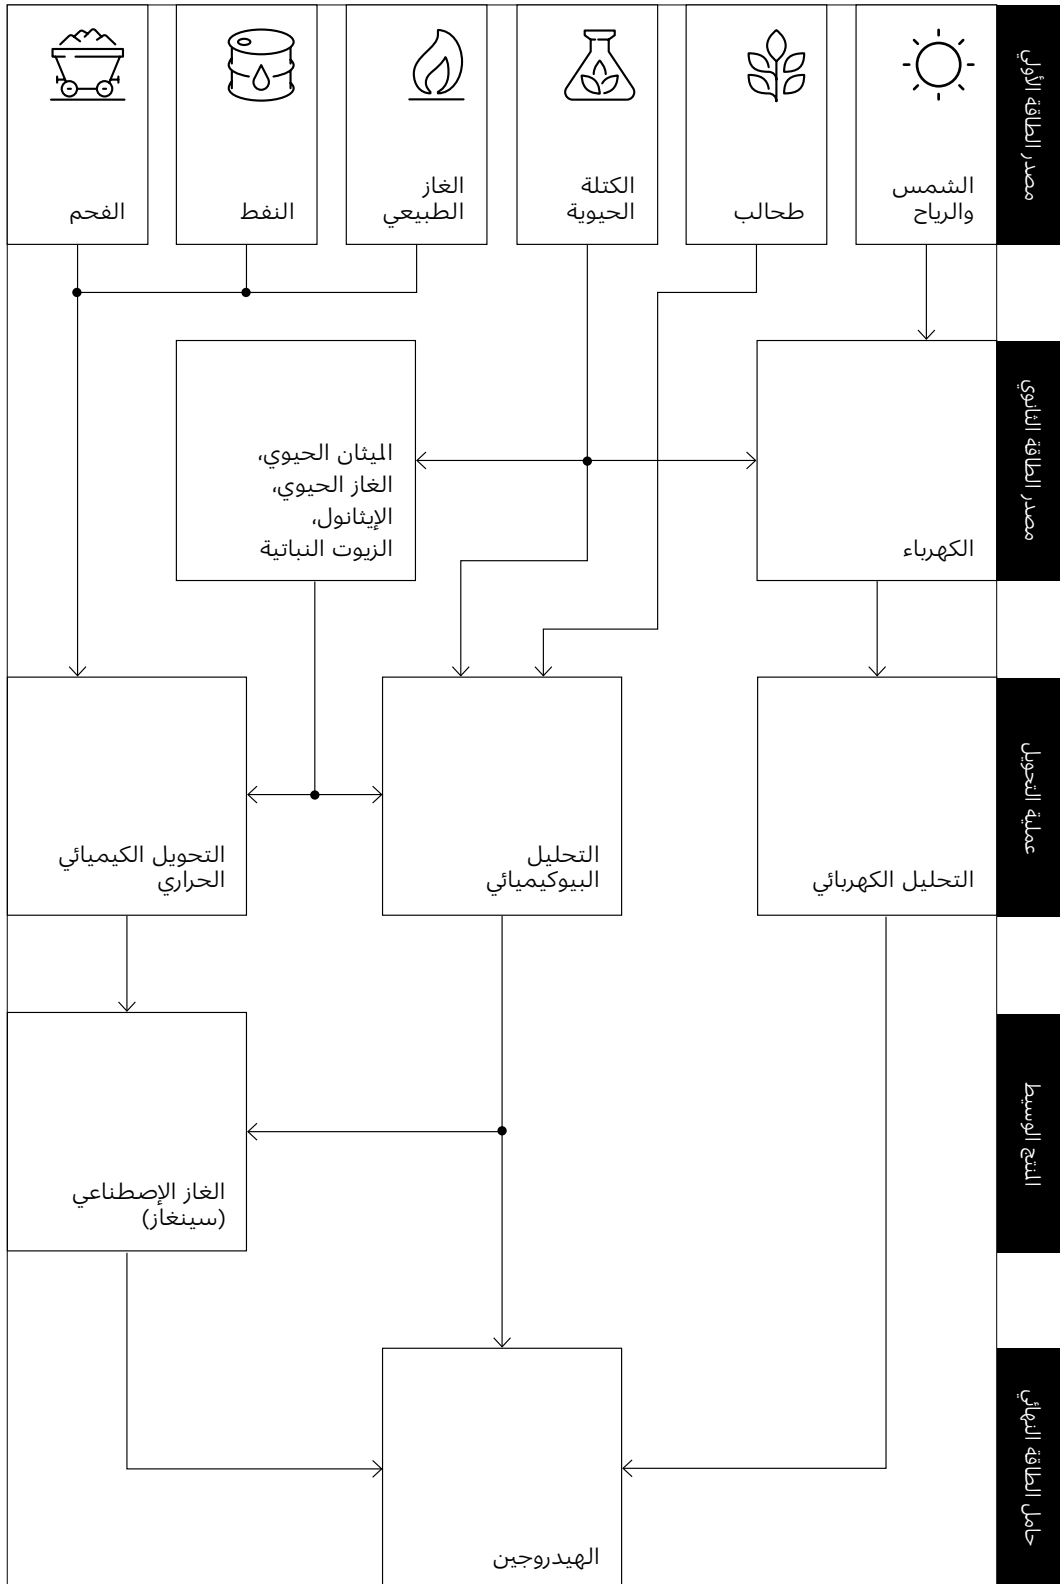 مصدر الطاقة الأولي
الشمس
والرياح
طحالب
الكتلة
الحيوية
الغاز
الطبيعي
النفط
الفحم
مصدر الطاقة الثانوي
الكهرباء
الميثان الحيوي،
الغاز الحيوي،
الإيثانول،
الزيوت النباتية
عملية التحويل
التحليل الكهربائي
التحليل
البيوكيميائي
التحويل الكيميائي
الحراري
المنتج الوسيط
الغاز الإصطناعي
(سينغاز)
حامل الطاقة النهائي
الهيدروجين